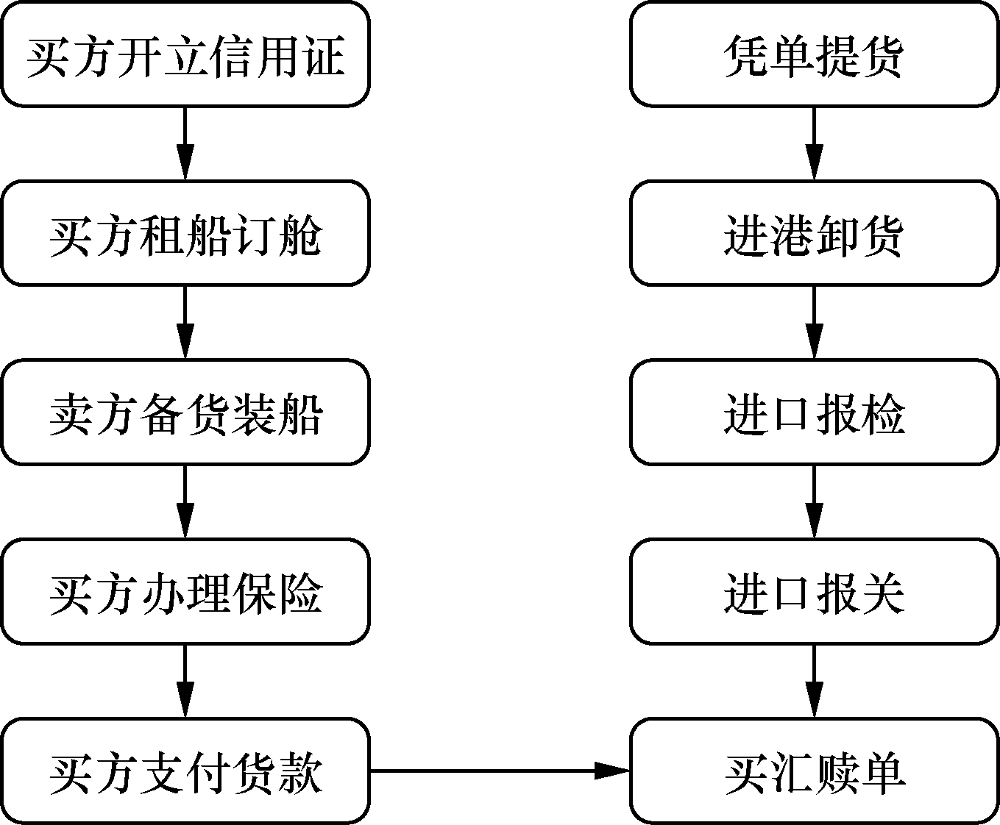 买方开立信用证
买方租船订舱
卖方备货装船
买方办理保险
买方支付货款
凭单提货
进港卸货
进口报检
进口报关
买汇赎单